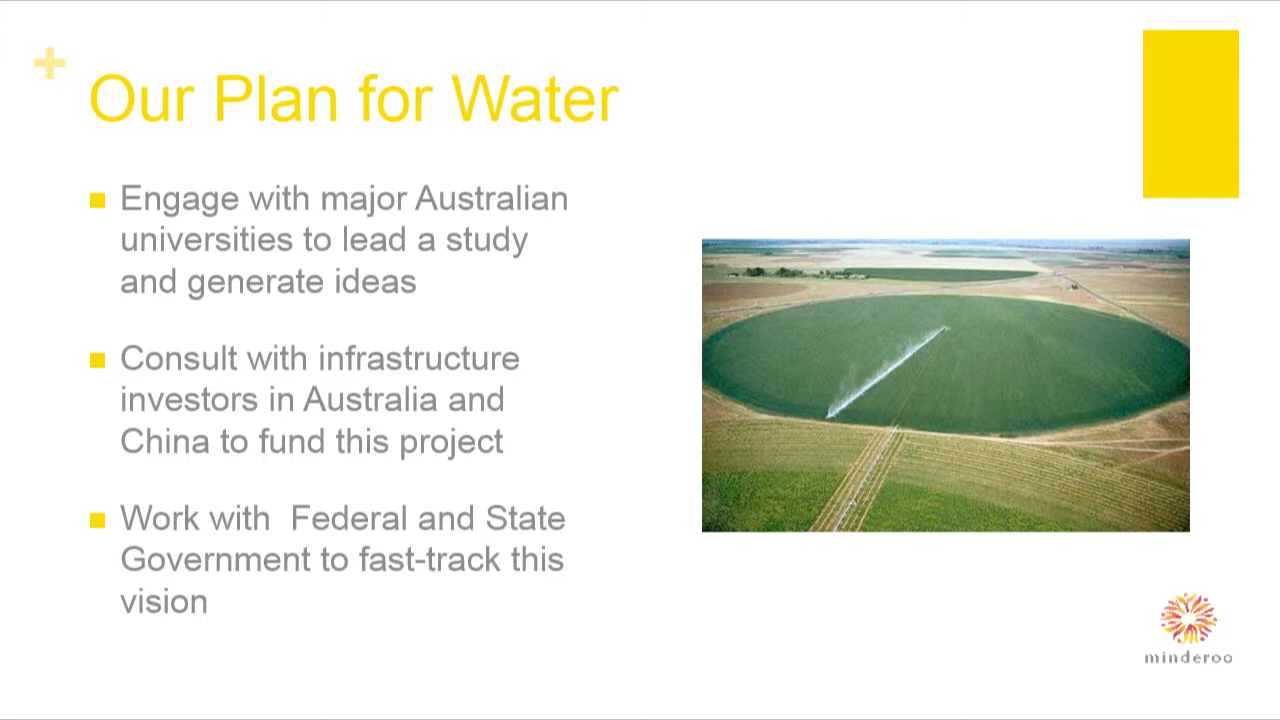 +
Our Plan for Water
Engage with major Australian
universities to lead a study
and generate ideas
Consult with infrastructure
investors in Australia and
China to fund this project
Work with  Federal and State
Government to fast-track this
vision
minderoo